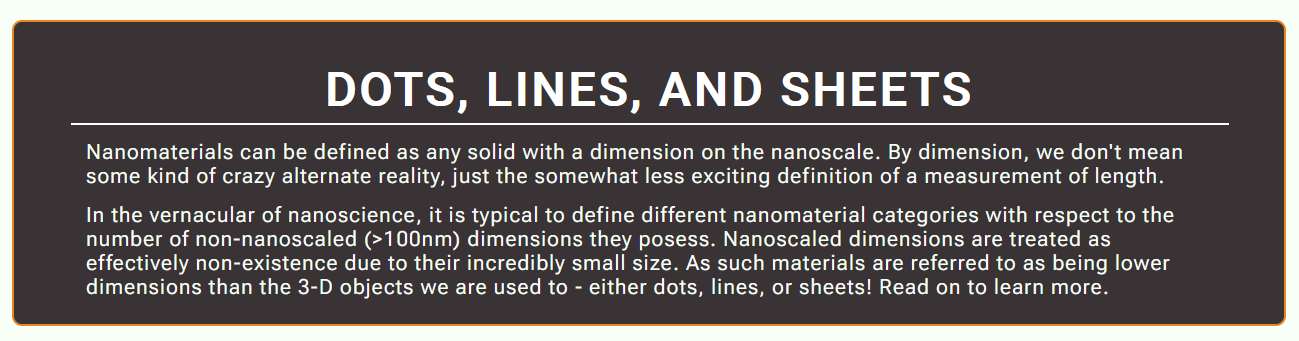 DOTS, LINES, AND SHEETS
Nanomaterials can be defined as any solid with a dimension on the nanoscale. By dimension, we don't mean
some kind of crazy alternate reality, just the somewhat less exciting definition of a measurement of length.
In the vernacular of nanoscience, it is typical to define different nanomaterial categories with respect to the
number of non-nanoscaled (>100nm) dimensions they posess. Nanoscaled dimensions are treated as
effectively non-existence due to their incredibly small size. As such materials are referred to as being lower
dimensions than the 3-D objects we are used to - either dots, lines, or sheets! Read on to learn more.